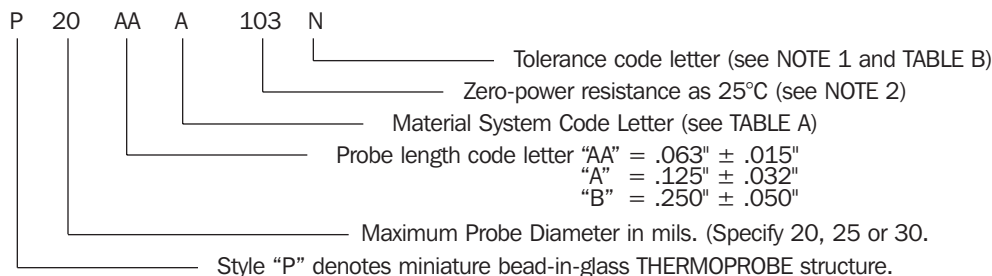 P 20 AA A 103 N
Tolerance code letter (see NOTE 1 and TABLE B)
Zero-power resistance as 25°C (see NOTE 2)
Material System Code Letter (see TABLE A)
Probe length code letter “AA” = .063" ± .015"
“A” = .125" ± .032"
“B” = .250" ± .050"
Maximum Probe Diameter in mils. (Specify 20, 25 or 30.
Style “P” denotes miniature bead-in-glass THERMOPROBE structure.